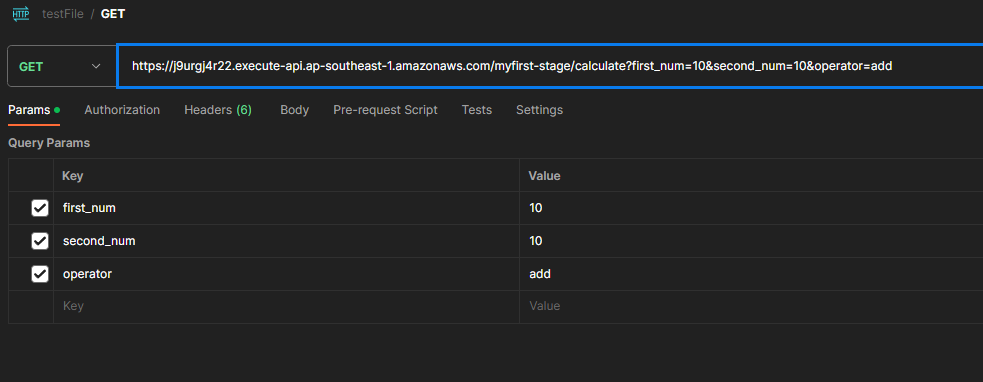 HTTP testFile / GET
GET https://j9urgj4r22.execute-api.ap-southeast-1.amazonaws.com/myfirst-stage/calculate?first_num=10&second_num=10&operator=add
Params Authorization Headers (6) Body Pre-request Script Tests Settings
Query Params
Key Value
first_num 10
second_num 10
operator add
Key Value